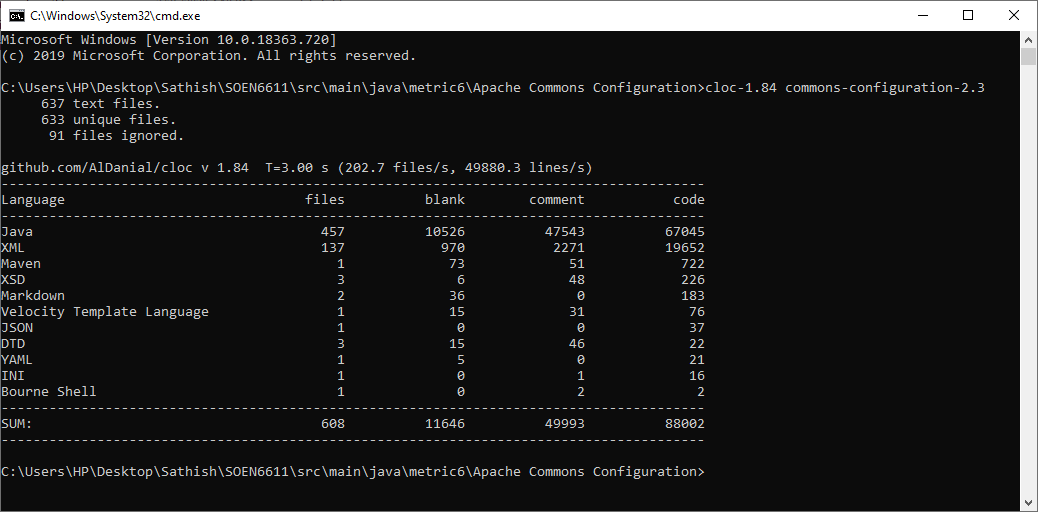 C:\Windows\System32\cmd.exe
Microsoft Windows [Version 10.0.18363.720]
(c) 2019 Microsoft Corporation. All rights reserved.
C:\Users\HP\Desktop\Sathish\SOEN6611\src\main\java\metric6\Apache Commons Configuration>cloc-1.84 commons-configuration-2.3
637 text files.
633 unique files.
91 files ignored.
github.com/AlDanial/cloc v 1.84  T=3.00 s (202.7 files/s, 49880.3 lines/s)
----------------------------------------------------------------------------------------
Language files blank comment code
----------------------------------------------------------------------------------------
Java 457 10526 47543 67045
XML 137 970 2271 19652
Maven 1 73 51 722
XSD 3 6 48 226
Markdown 2 36 0 183
Velocity Template Language 1 15 31 76
JSON 1 0 0 37
DTD 3 15 46 22
YAML 1 5 0 21
INI 1 0 1 16
Bourne Shell 1 0 2 2
----------------------------------------------------------------------------------------
SUM: 608 11646 49993 88002
----------------------------------------------------------------------------------------
C:\Users\HP\Desktop\Sathish\SOEN6611\src\main\java\metric6\Apache Commons Configuration>